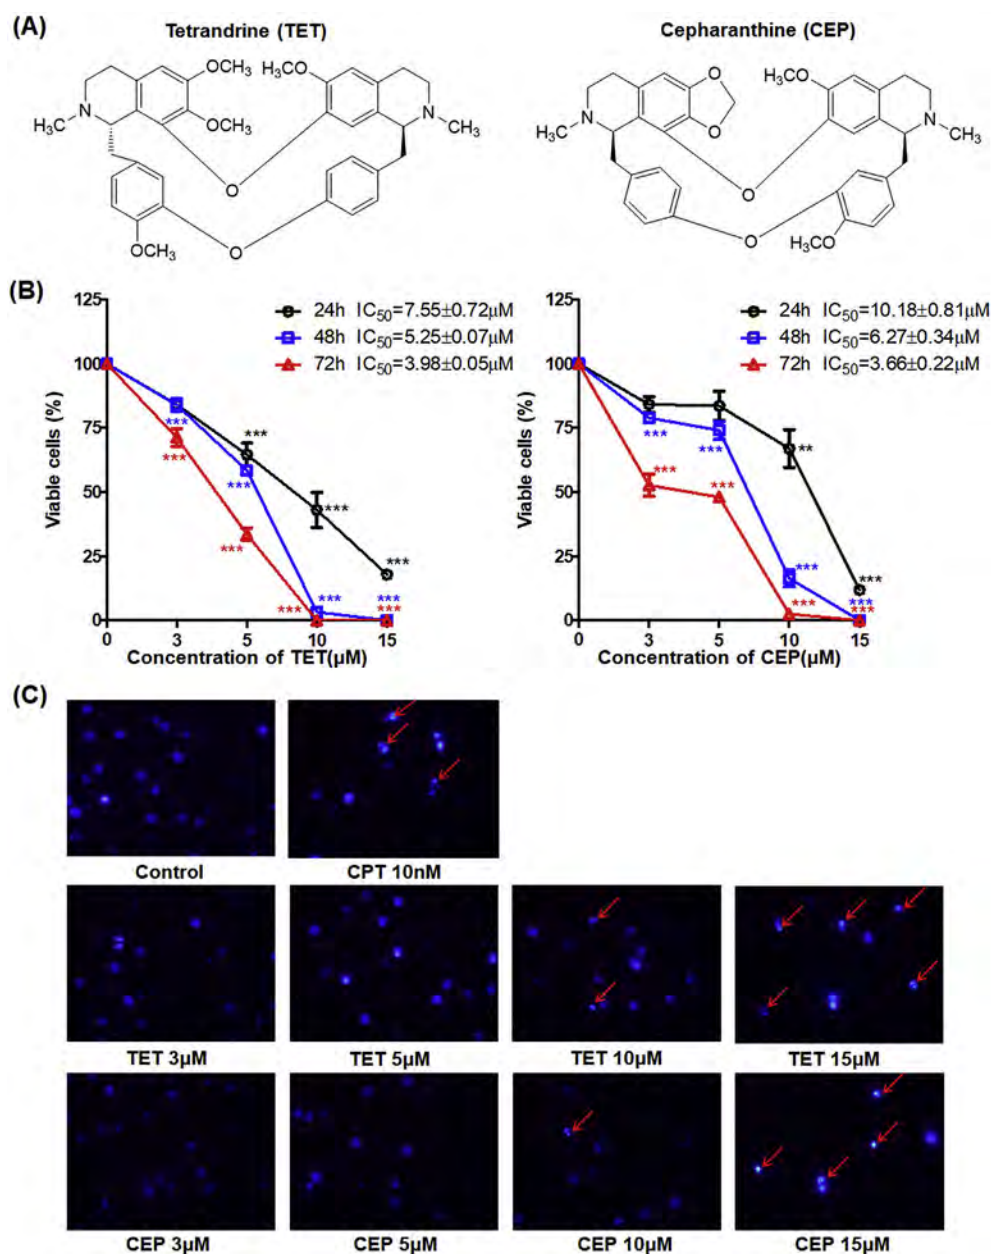 (A)
Tetrandrine (TET)
Cepharanthine (CEP)
OCH₃
H₃CO
N
H₃C
OCH₃
N
CH₃
O
OCH₃
O
O
O
H₃CO
N
H₃C
N
CH₃
O
O
H₃CO
(B)
125
100
75
50
25
0
Viable cells (%)
24h IC₅₀=7.55±0.72μM
48h IC₅₀=5.25±0.07μM
72h IC₅₀=3.98±0.05μM
***
***
***
***
***
***
***
***
***
***
***
0 3 5 10 15
Concentration of TET(μM)
125
100
75
50
25
0
Viable cells (%)
24h IC₅₀=10.18±0.81μM
48h IC₅₀=6.27±0.34μM
72h IC₅₀=3.66±0.22μM
***
***
***
***
**
***
***
***
***
***
0 3 5 10 15
Concentration of CEP(μM)
(C)
Control
CPT 10nM
TET 3μM
TET 5μM
TET 10μM
TET 15μM
CEP 3μM
CEP 5μM
CEP 10μM
CEP 15μM